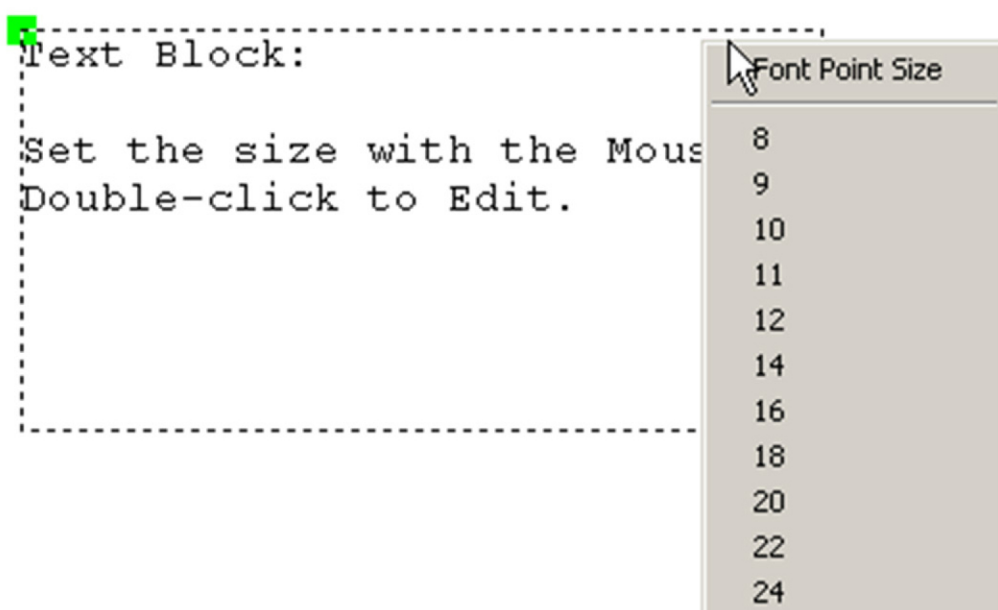 Text Block:
Set the size with the Mous
Double-click to Edit.
Font Point Size
8
9
10
11
12
14
16
18
20
22
24